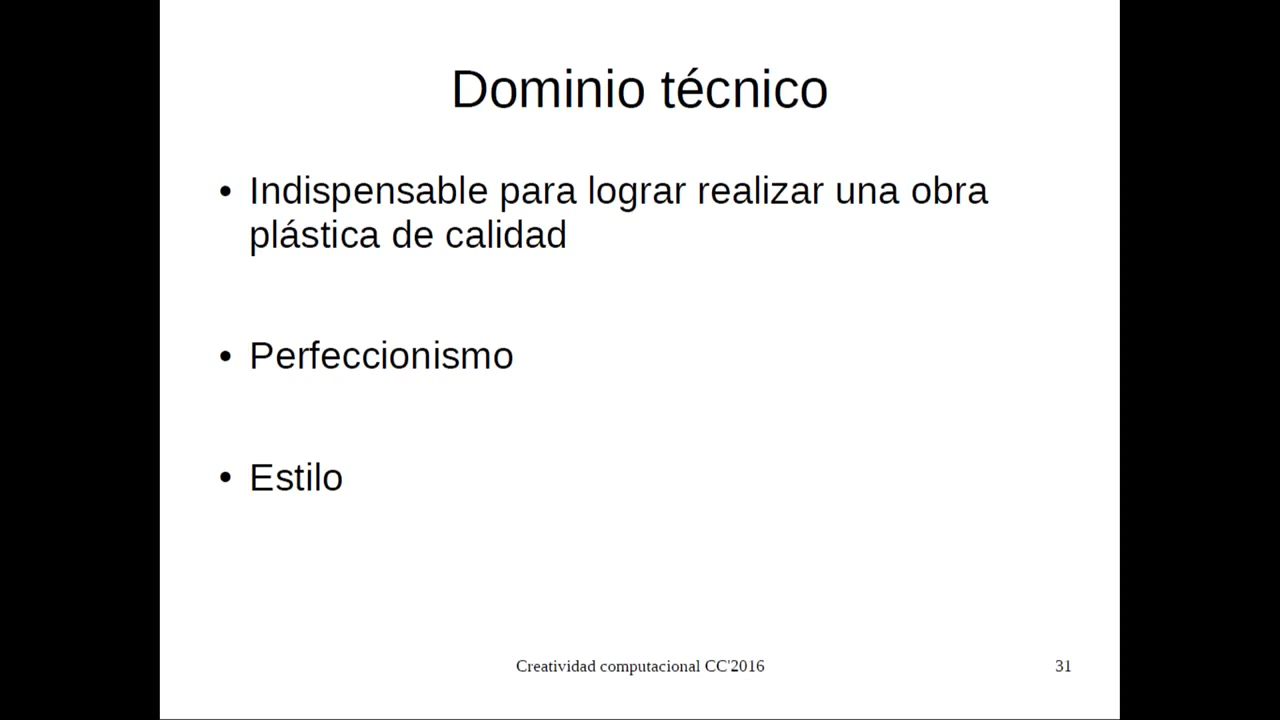 Dominio técnico
• Indispensable para lograr realizar una obra
plástica de calidad
• Perfeccionismo
• Estilo
Creatividad computacional CC'2016
31